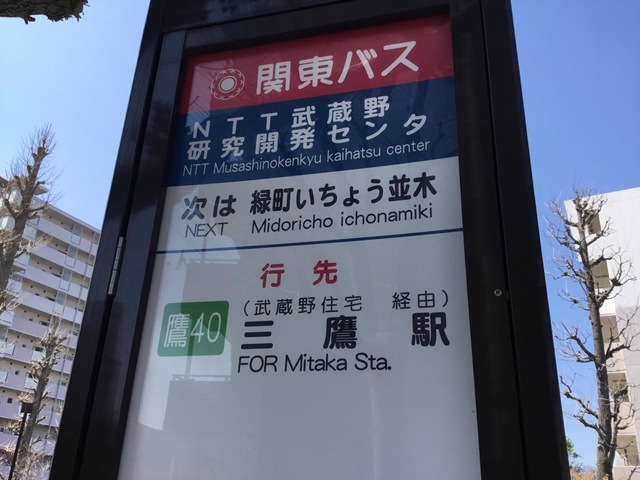 関東バス
NTT武蔵野
研究開発センタ
NTT Musashinokenkyu kaihatsu center
次は 緑町いちょう並木
NEXT Midoricho ichonamiki
行先
(武蔵野住宅 経由)
鷹40 三鷹駅
FOR Mitaka Sta.